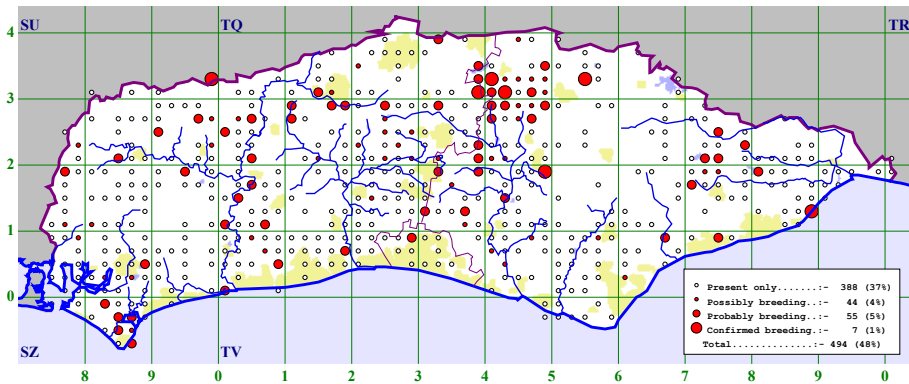 SU TQ TR
4
3
2
1
0
Present only.......:- 388 (37%)
Possibly breeding..:- 44 (4%)
Probably breeding..:- 55 (5%)
Confirmed breeding.:- 7 (1%)
Total..............:- 494 (48%)
SZ TV
8 9 0 1 2 3 4 5 6 7 8 9 0